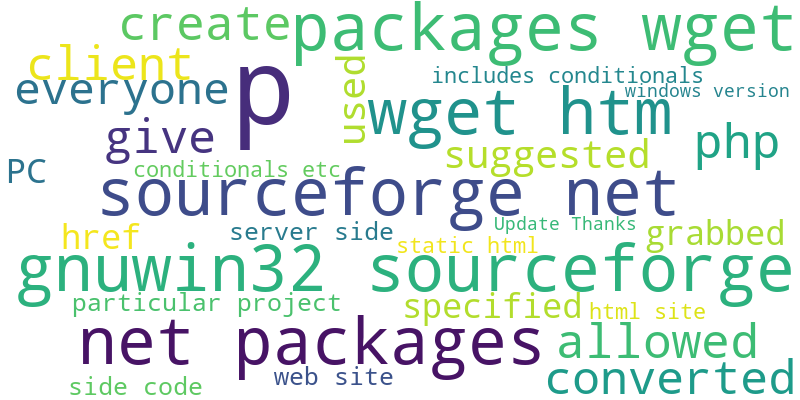 create packages wget
client
includes conditionals
everyone p used wget htm windows version
give suggested php
PC conditionals etc
sourceforge net
href server side Update Thanks grabbed
static html
gnuwin32 sourceforge
particular project specified html site
net packages allowed
side code web site converted